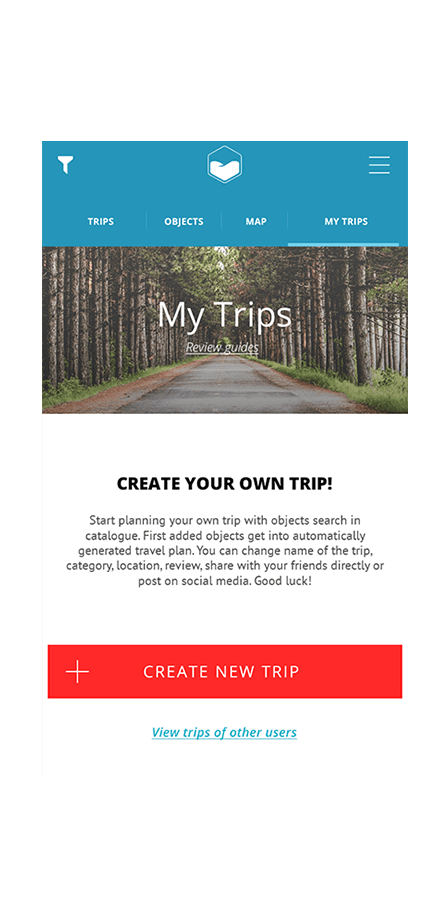 TRIPS OBJECTS MAP MY TRIPS
My Trips
Review guides
CREATE YOUR OWN TRIP!
Start planning your own trip with objects search in
catalogue. First added objects get into automatically
generated travel plan. You can change name of the trip,
category, location, review, share with your friends directly or
post on social media. Good luck!
CREATE NEW TRIP
View trips of other users